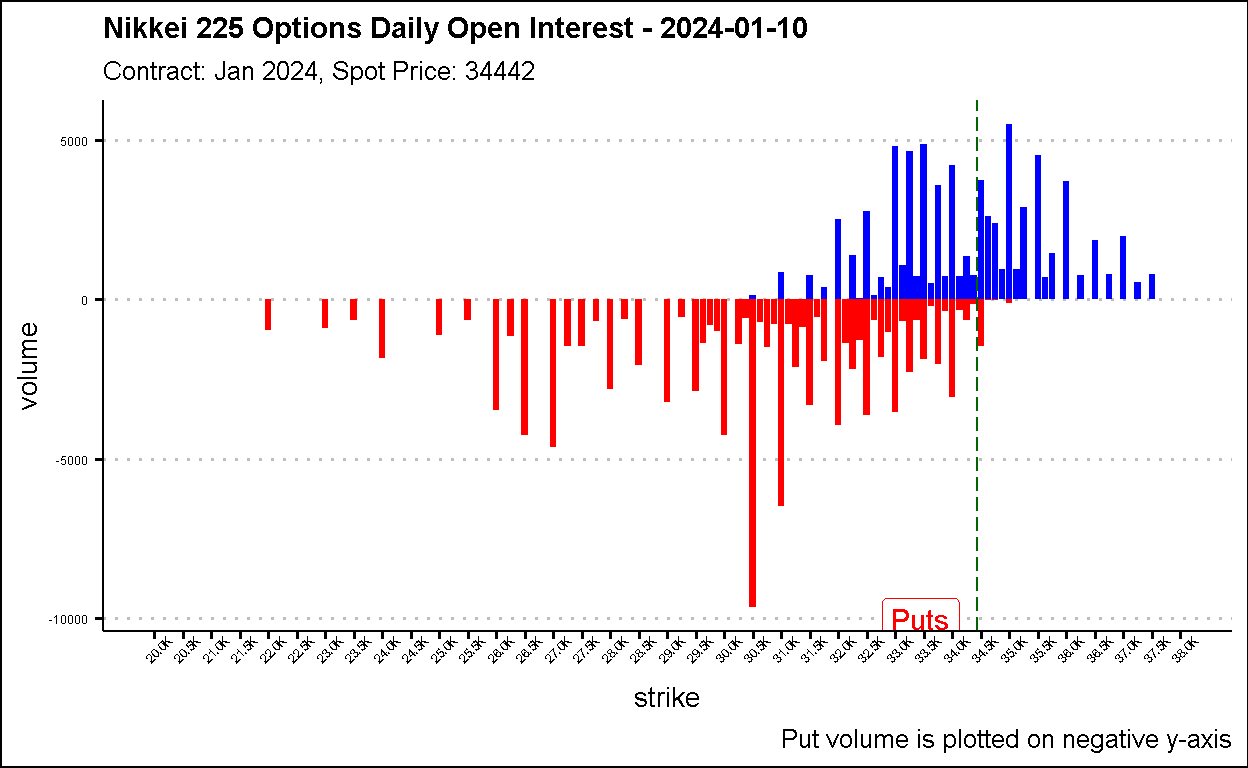 Nikkei 225 Options Daily Open Interest - 2024-01-10
Contract: Jan 2024, Spot Price: 34442
volume
5000
0
-5000
-10000
Puts
20.0K
20.5K
21.0K
21.5K
22.0K
22.5K
23.0K
23.5K
24.0K
24.5K
25.0K
25.5K
26.0K
26.5K
27.0K
27.5K
28.0K
28.5K
29.0K
29.5K
30.0K
30.5K
31.0K
31.5K
32.0K
32.5K
33.0K
33.5K
34.0K
34.5K
35.0K
35.5K
36.0K
36.5K
37.0K
37.5K
38.0K
strike
Put volume is plotted on negative y-axis